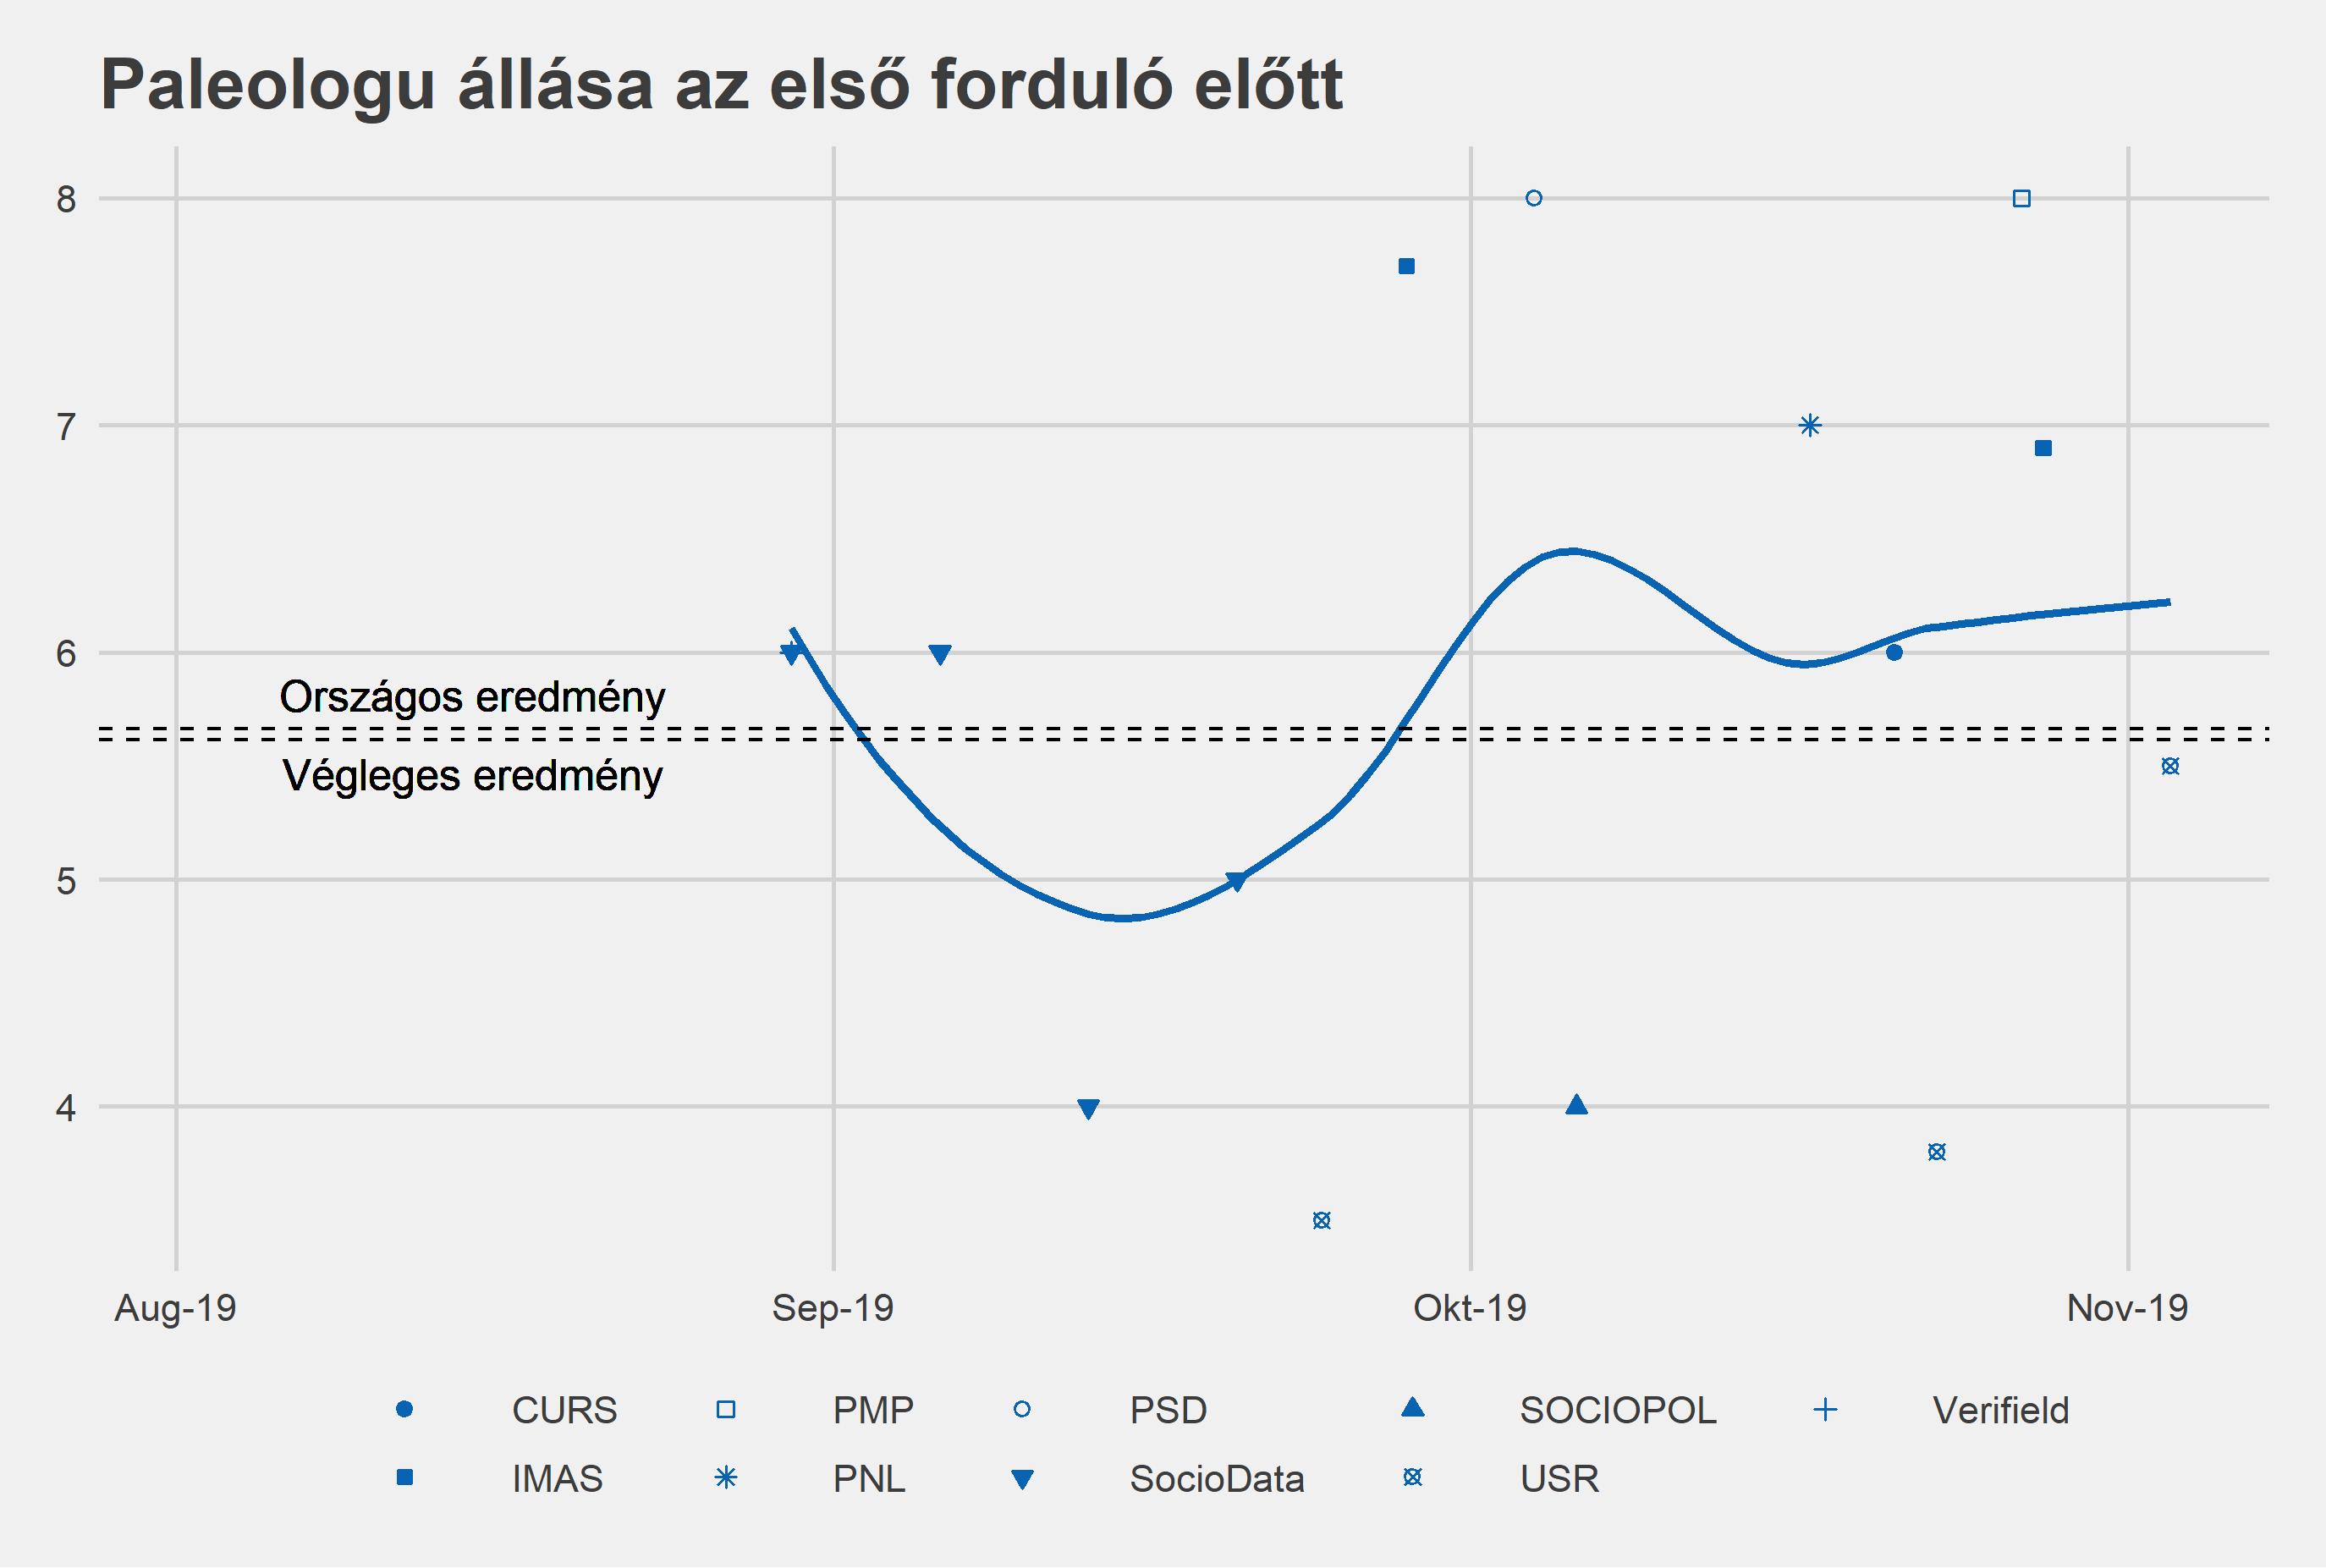 Paleologu állása az első forduló előtt
8
7
6
Országos eredmény
Végleges eredmény
5
4
Aug-19 Sep-19 Okt-19 Nov-19
CURS PMP PSD SOCIOPOL Verifield
IMAS PNL SocioData USR